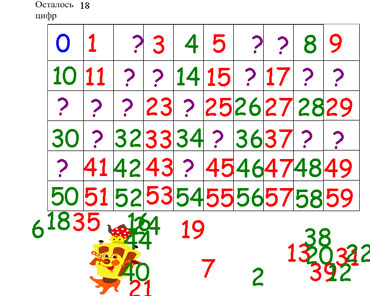 Осталось 18
цифр
0 1 ? 3 4 5 ? ? 8 9
10 11 ? ? 14 15 ? 17 ? ?
? ? ? 23 ? 25 26 27 28 29
30 ? 32 33 34 ? 36 37 ? ?
? 41 42 43 ? 45 46 47 48 49
50 51 52 53 54 55 56 57 58 59
6 18 35 16 24 19 38
44 13 20 31 22
40 7 2 39 12
21